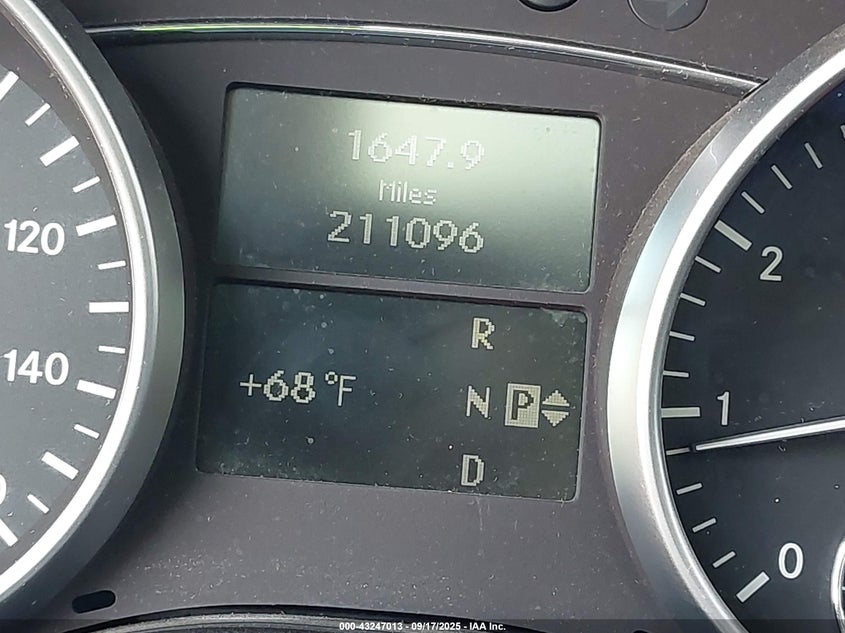 1647.9
Miles
211096
120
140
+68°F
R
N P
D
2
1
0
000-43247013 - 09/17/2025 - IAA Inc.